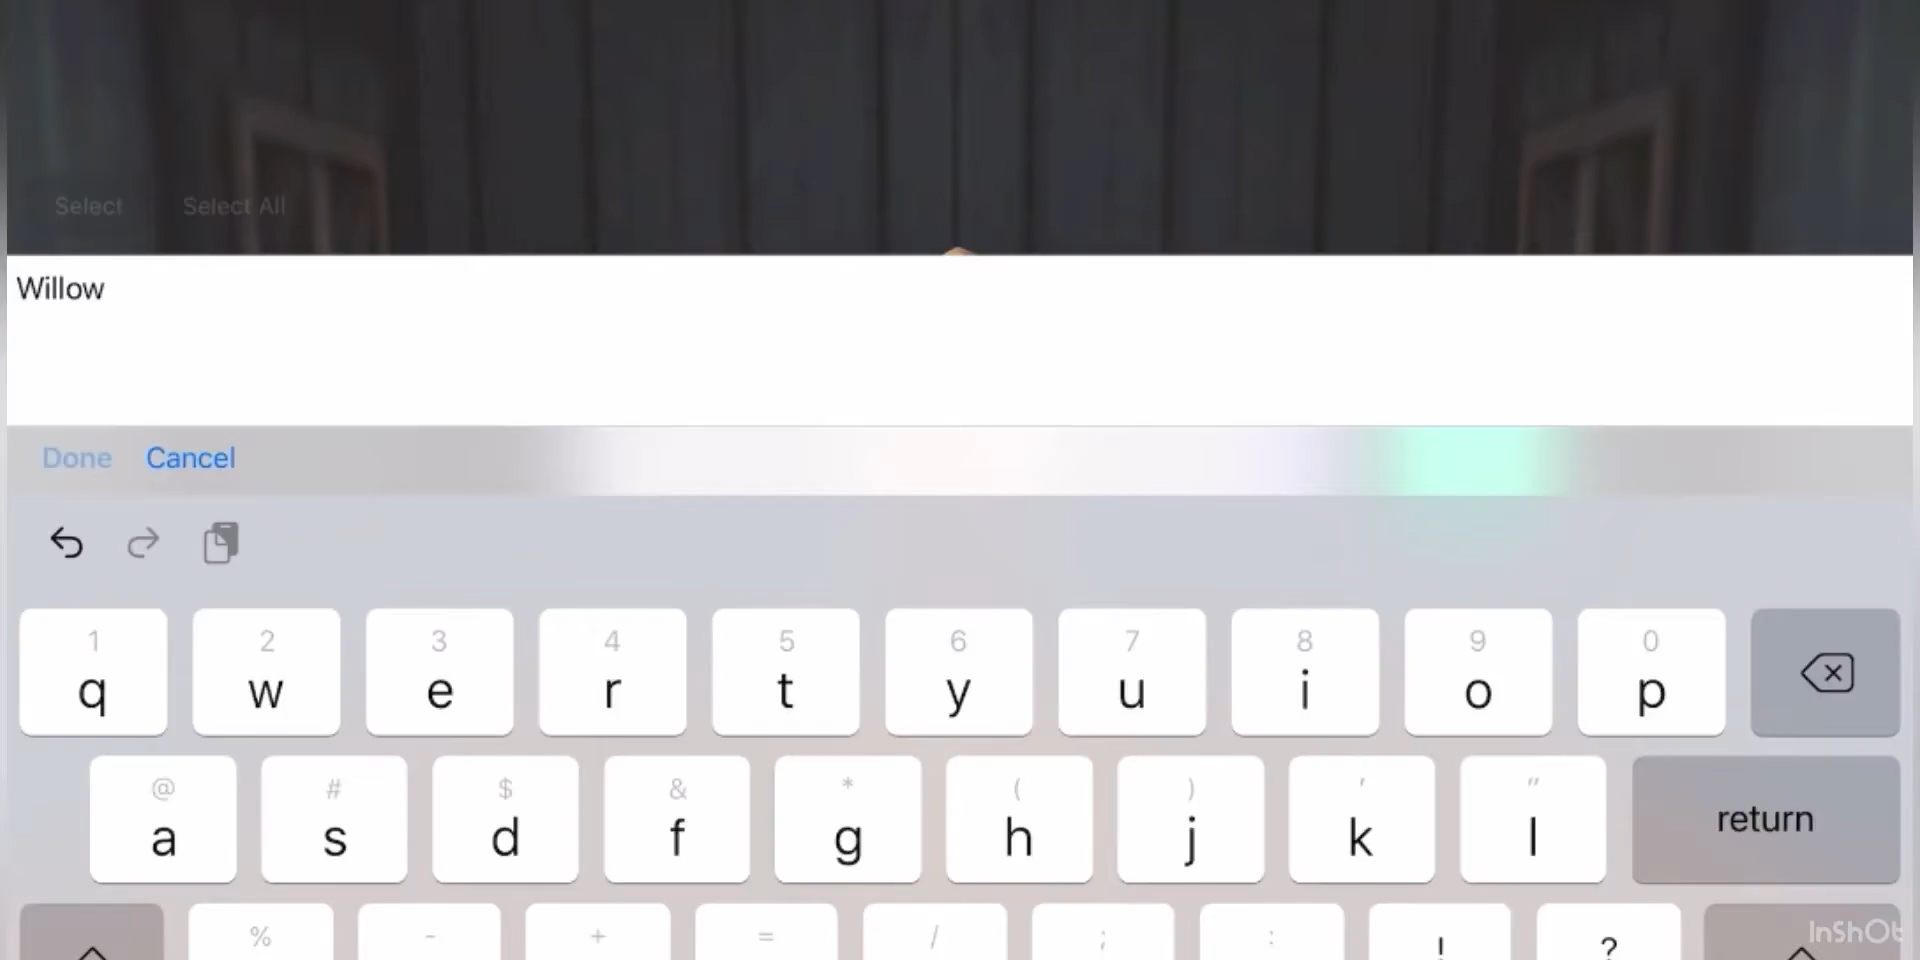 Select Select All
Willow
Done Cancel
1 2 3 4 5 6 7 8 9 0
q w e r t y u i o p
@ # $ & * ( ) ' "
a s d f g h j k l return
% - + = / ; : ! ?
InShOt